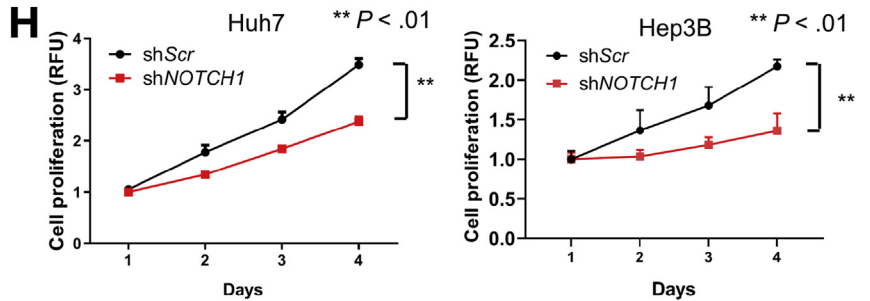 H
Huh7
** P < .01
Cell proliferation (RFU)
4
3
2
1
0
shScr
shNOTCH1
**
1 2 3 4
Days
Hep3B
** P < .01
Cell proliferation (RFU)
2.5
2.0
1.5
1.0
0.5
0.0
shScr
shNOTCH1
**
1 2 3 4
Days